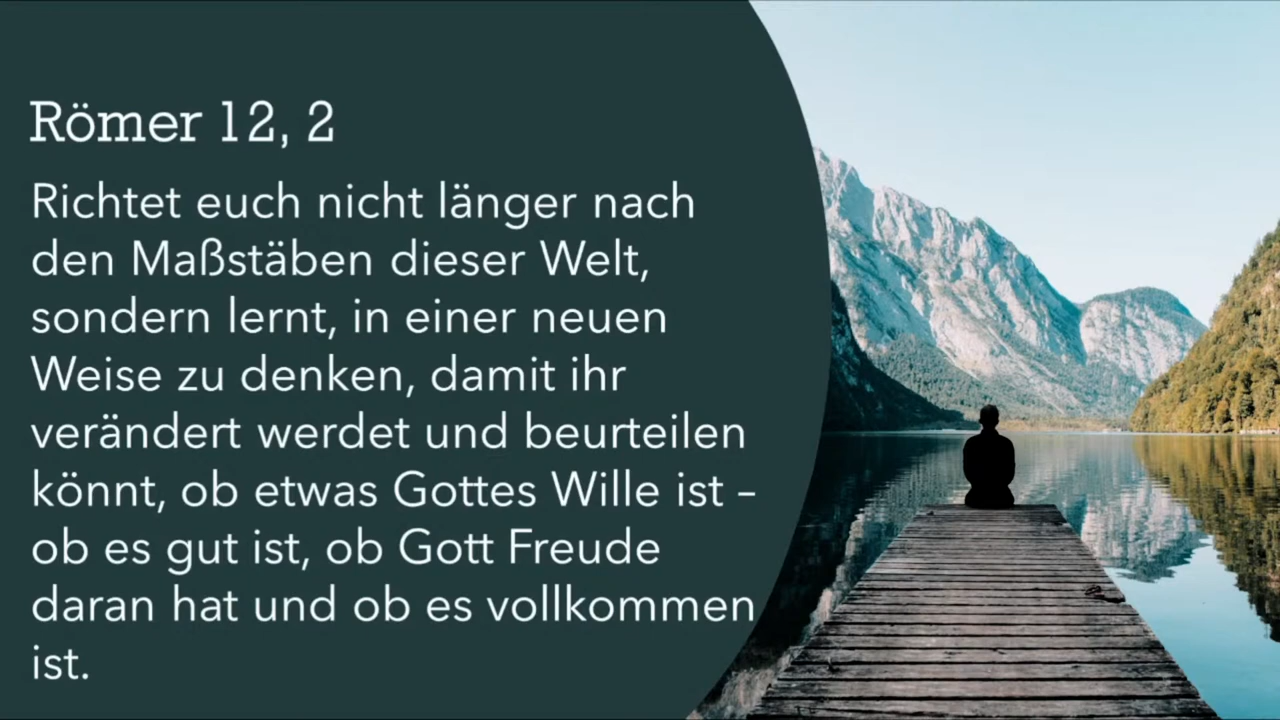 Römer 12, 2
Richtet euch nicht länger nach
den Maßstäben dieser Welt,
sondern lernt, in einer neuen
Weise zu denken, damit ihr
verändert werdet und beurteilen
könnt, ob etwas Gottes Wille ist –
ob es gut ist, ob Gott Freude
daran hat und ob es vollkommen
ist.